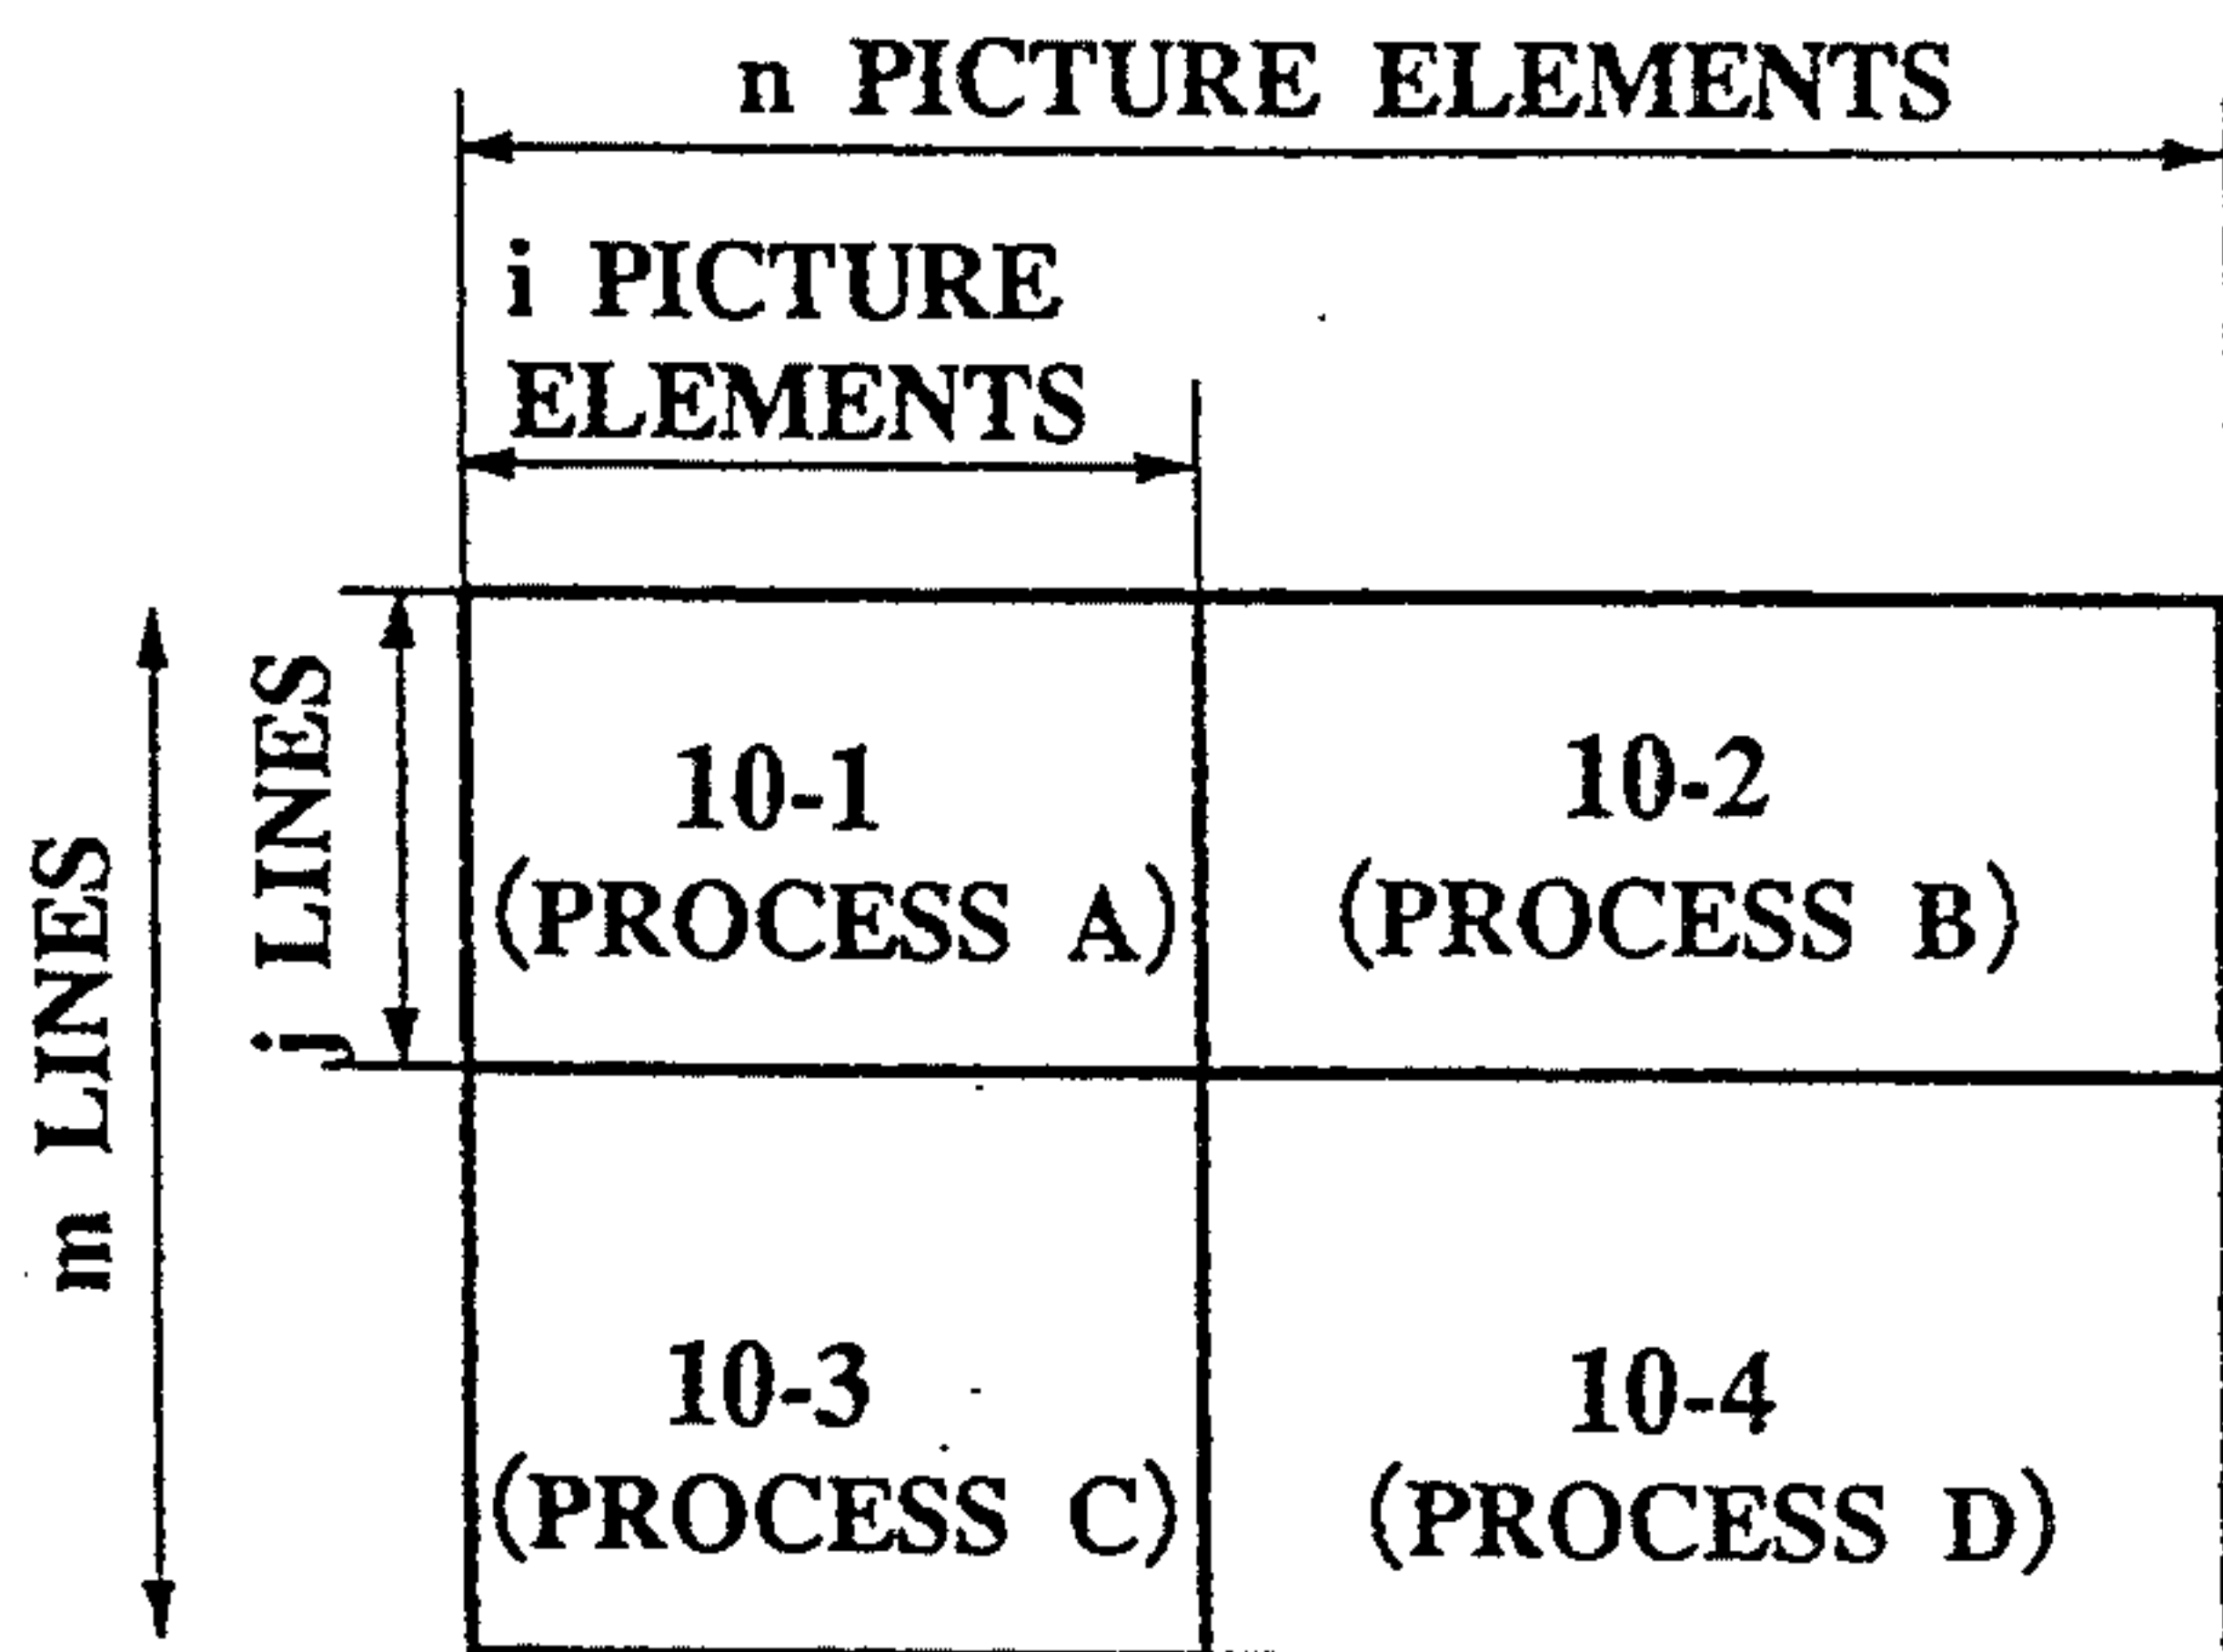 n PICTURE ELEMENTS
i PICTURE
ELEMENTS
m LINES
j LINES
10-1
(PROCESS A)
10-2
(PROCESS B)
10-3
(PROCESS C)
10-4
(PROCESS D)